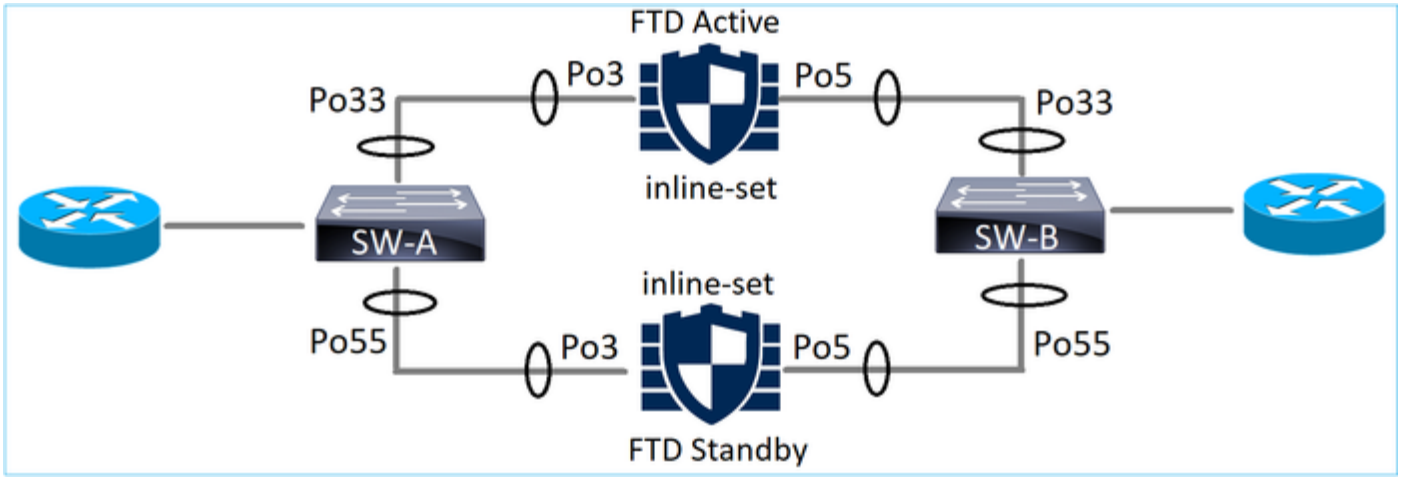 FTD Active
Po3
Po5
Po33
Po33
inline-set
SW-A
SW-B
inline-set
Po55
Po3
Po5
Po55
FTD Standby